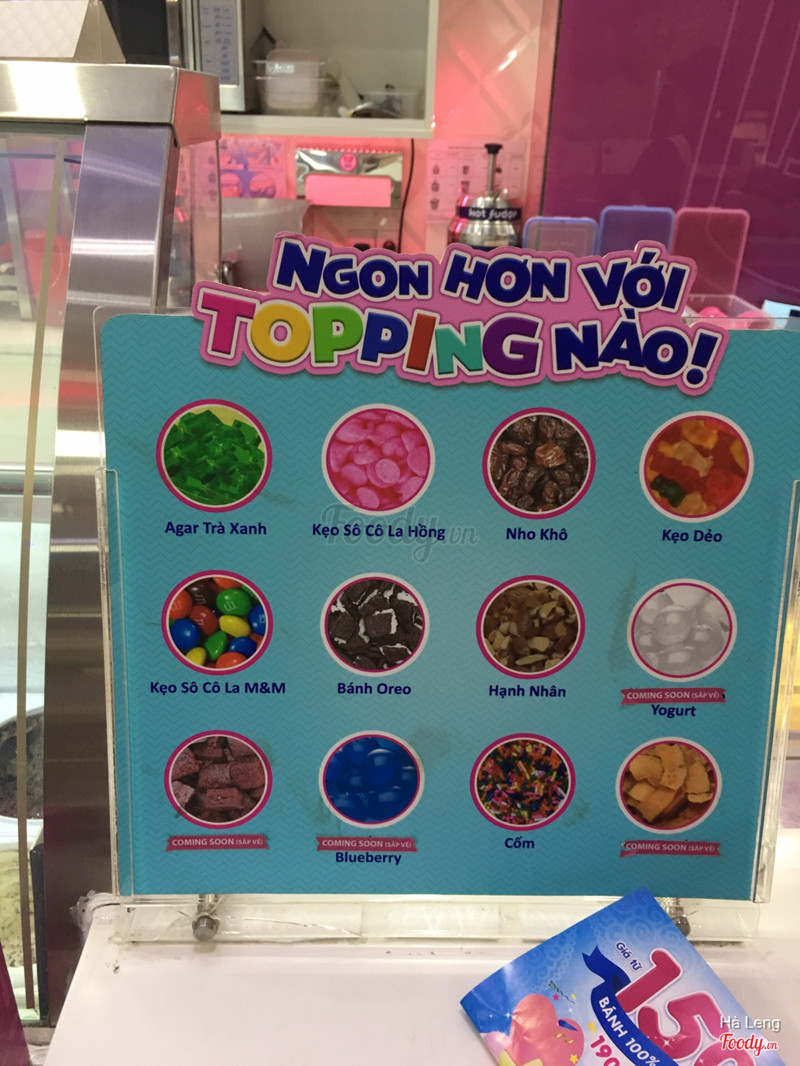 hot fudge
NGON HƠN VỚI
TOPPING NÀO!
Agar Trà Xanh
Kẹo Sô Cô La Hồng
Nho Khô
Kẹo Dẻo
Foody.vn
Kẹo Sô Cô La M&M
Bánh Oreo
Hạnh Nhân
COMING SOON (SẮP VỀ)
Yogurt
COMING SOON (SẮP VỀ)
COMING SOON (SẮP VỀ)
Blueberry
Cốm
COMING SOON (SẮP VỀ)
Giá từ
BÁNH 100%
190
Hà Leng
Foody.vn